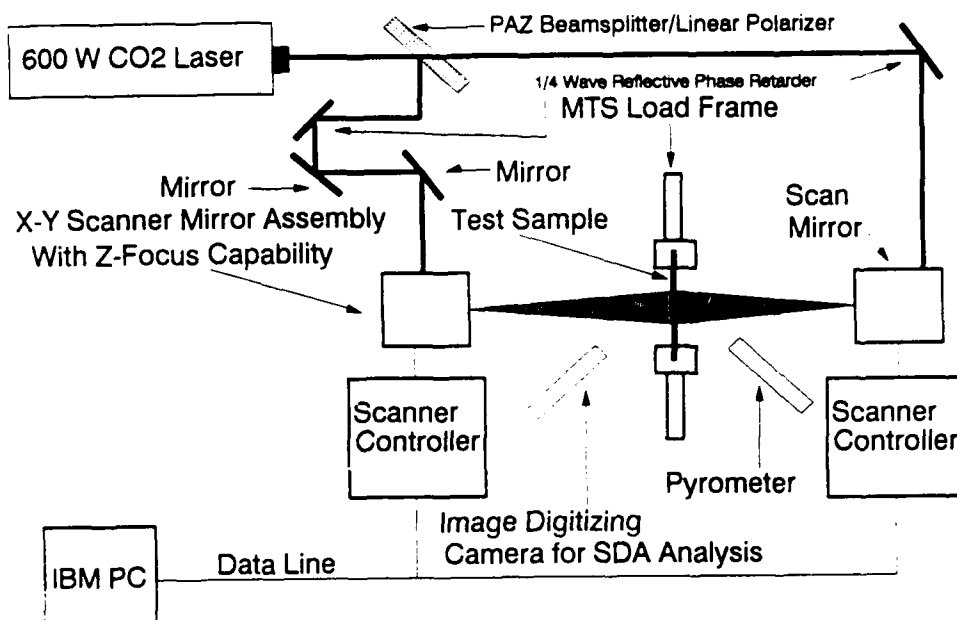 PAZ Beamsplitter/Linear Polarizer
600 W CO2 Laser
1/4 Wave Reflective Phase Retarder
MTS Load Frame
Mirror
Mirror
X-Y Scanner Mirror Assembly
With Z-Focus Capability
Test Sample
Scan
Mirror
Scanner
Controller
Scanner
Controller
Pyrometer
Image Digitizing
Camera for SDA Analysis
IBM PC
Data Line